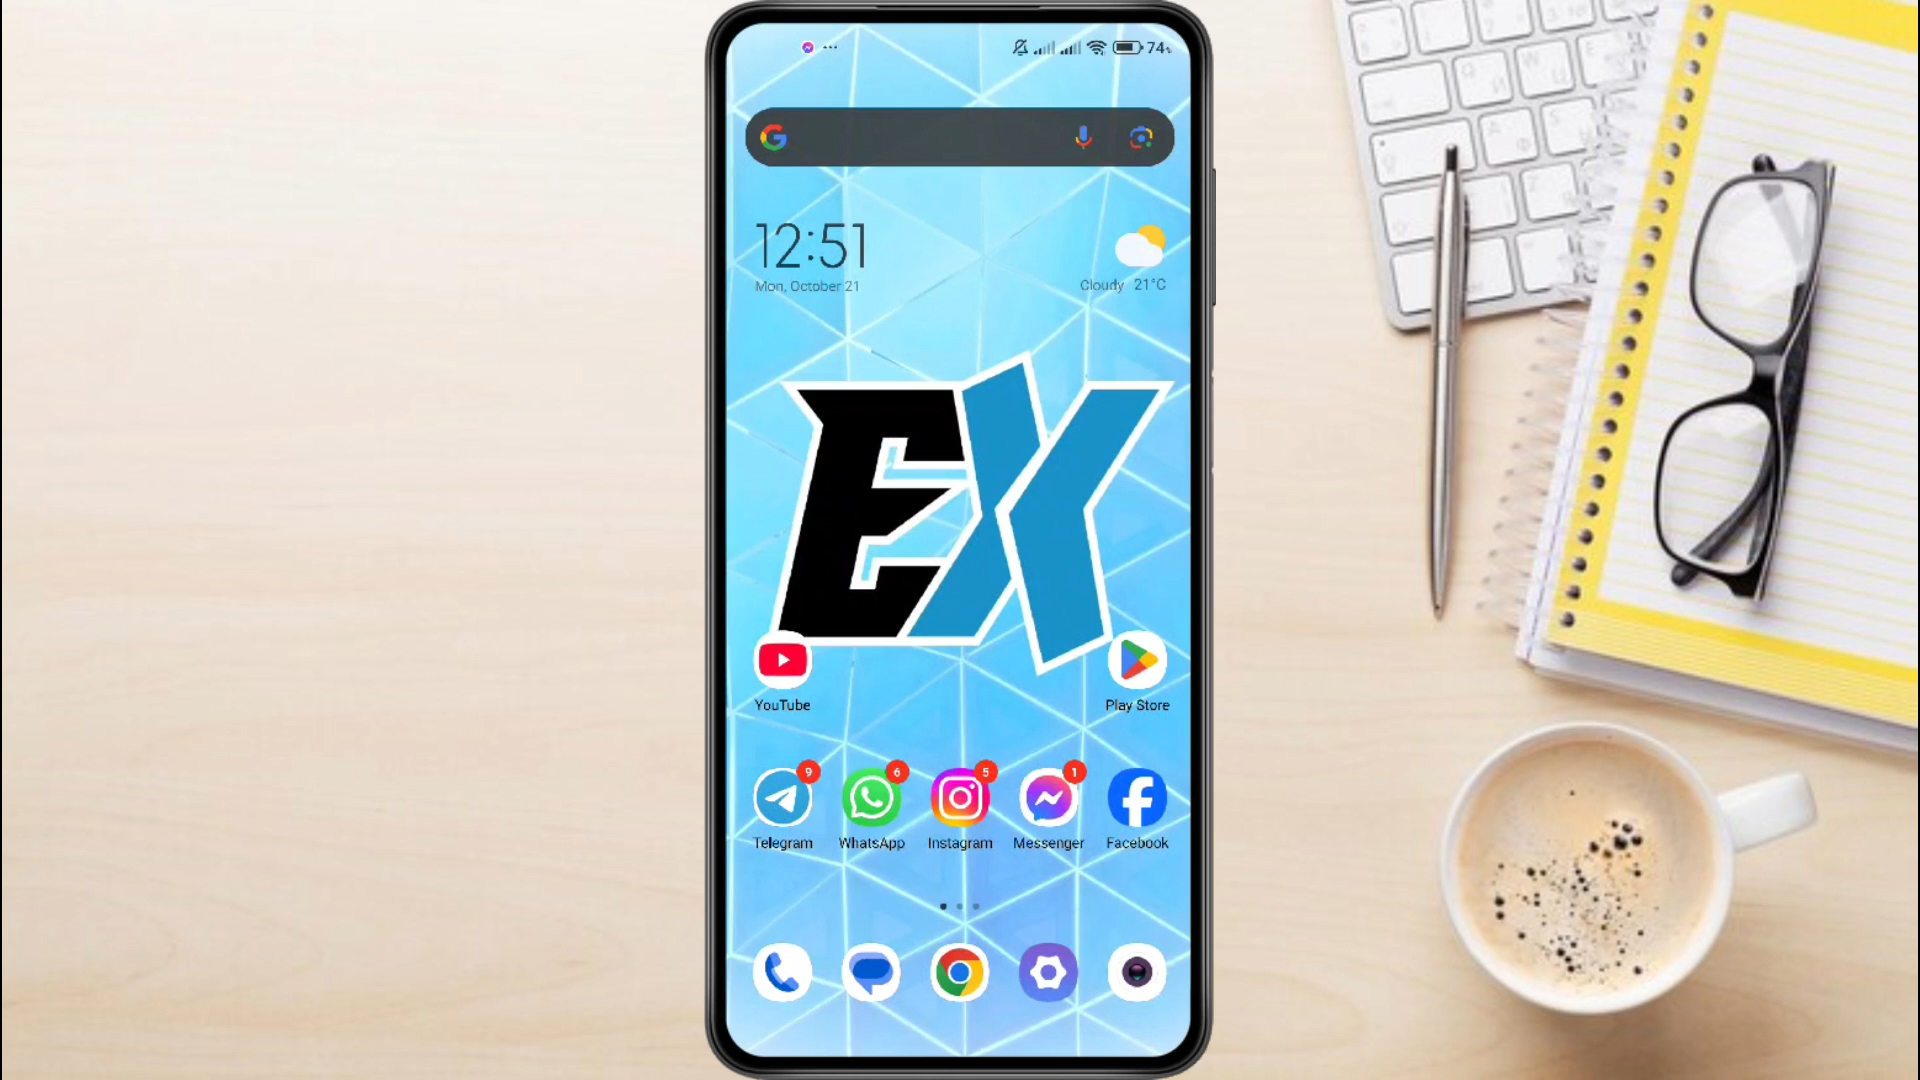 74%
12:51
Mon, October 21
Cloudy 21°C
EX
YouTube
Play Store
9
6
5
1
Telegram
WhatsApp
Instagram
Messenger
Facebook